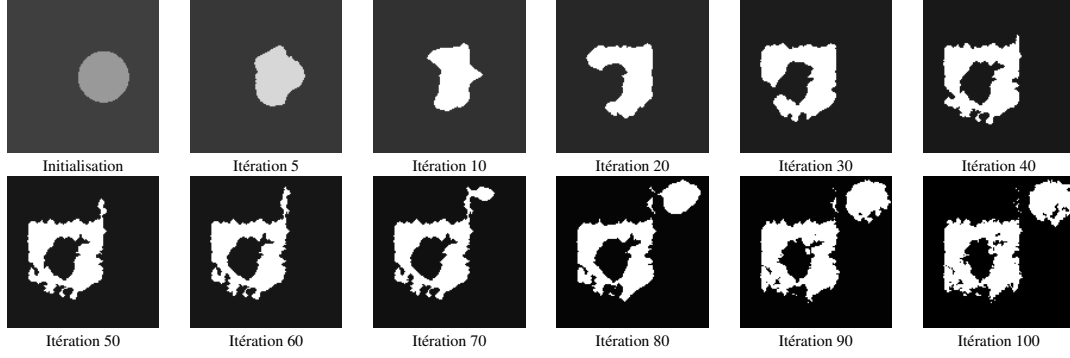 Initialisation
Itération 5
Itération 10
Itération 20
Itération 30
Itération 40
Itération 50
Itération 60
Itération 70
Itération 80
Itération 90
Itération 100